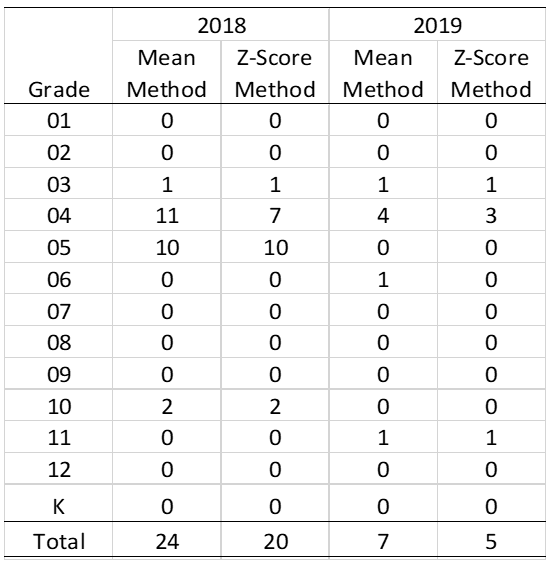 2018 2019
Mean Z-Score Mean Z-Score
Grade Method Method Method Method
01 0 0 0 0
02 0 0 0 0
03 1 1 1 1
04 11 7 4 3
05 10 10 0 0
06 0 0 1 0
07 0 0 0 0
08 0 0 0 0
09 0 0 0 0
10 2 2 0 0
11 0 0 1 1
12 0 0 0 0
K 0 0 0 0
Total 24 20 7 5